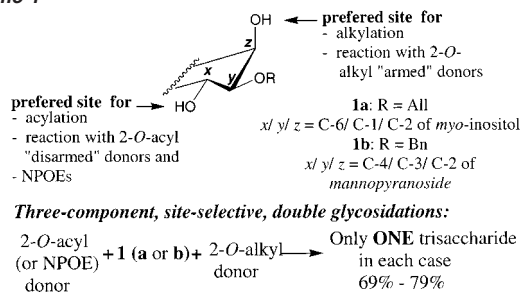 no 1
OH
prefered site for
- alkylation
- reaction with 2-O-
alkyl "armed" donors
z
x
y
OR
HO
prefered site for
- acylation
- reaction with 2-O-acyl
"disarmed" donors and
- NPOEs
1a: R = All
x/ y/ z = C-6/ C-1/ C-2 of myo-inositol
1b: R = Bn
x/ y/ z = C-4/ C-3/ C-2 of
mannopyranoside
Three-component, site-selective, double glycosidations:
2-O-acyl
(or NPOE)
donor
+ 1 (a or b) +
2-O-alkyl
donor
Only ONE trisaccharide
in each case
69% - 79%